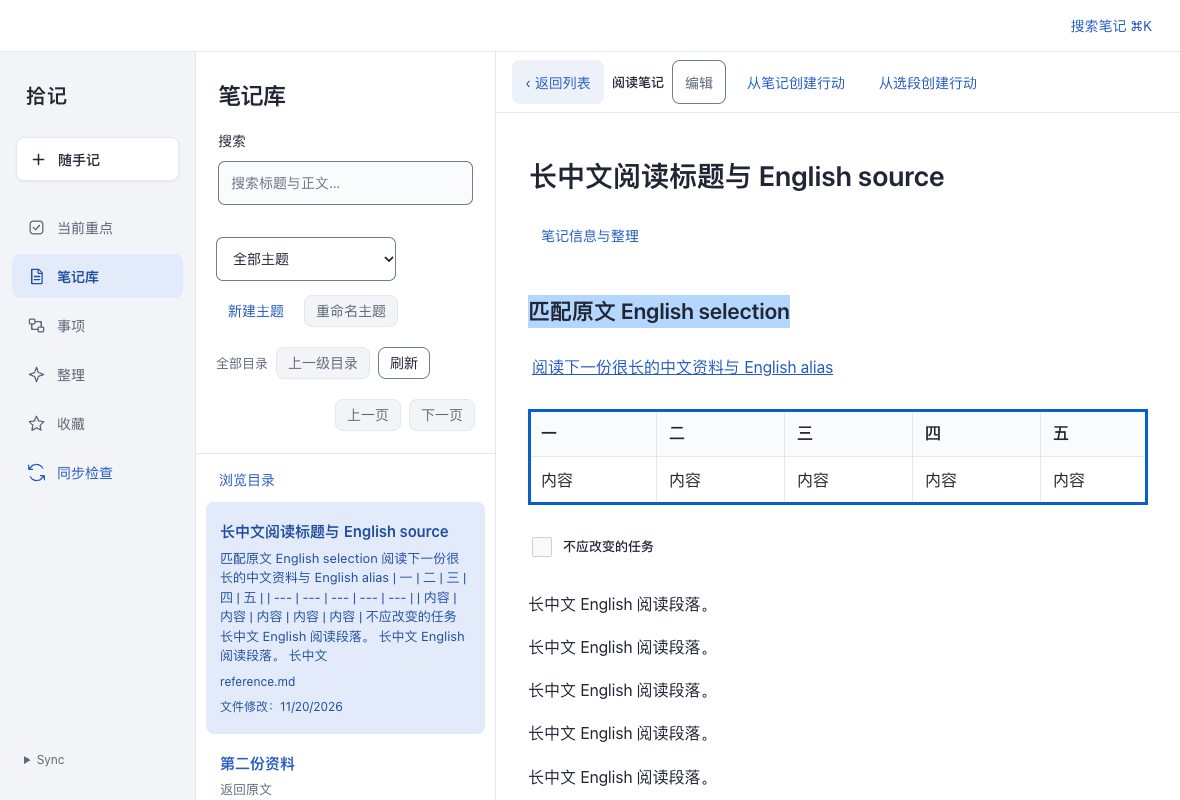 搜索笔记 ⌘K
拾记
+ 随手记
当前重点
笔记库
事项
整理
收藏
同步检查
Sync
笔记库
搜索
搜索标题与正文...
全部主题
新建主题 重命名主题
全部目录 上一级目录 刷新
上一页 下一页
浏览目录
长中文阅读标题与 English source
匹配原文 English selection 阅读下一份很
长的中文资料与 English alias | 一 | 二 | 三 |
四 | 五 | | --- | --- | --- | --- | --- | | 内容 |
内容 | 内容 | 内容 | 内容 | 不应改变的任务
长中文 English 阅读段落。 长中文 English
阅读段落。 长中文
reference.md
文件修改：11/20/2026
第二份资料
返回原文
‹ 返回列表 阅读笔记 编辑 从笔记创建行动 从选段创建行动
长中文阅读标题与 English source
笔记信息与整理
匹配原文 English selection
阅读下一份很长的中文资料与 English alias
一 二 三 四 五
内容 内容 内容 内容 内容
不应改变的任务
长中文 English 阅读段落。
长中文 English 阅读段落。
长中文 English 阅读段落。
长中文 English 阅读段落。
长中文 English 阅读段落。